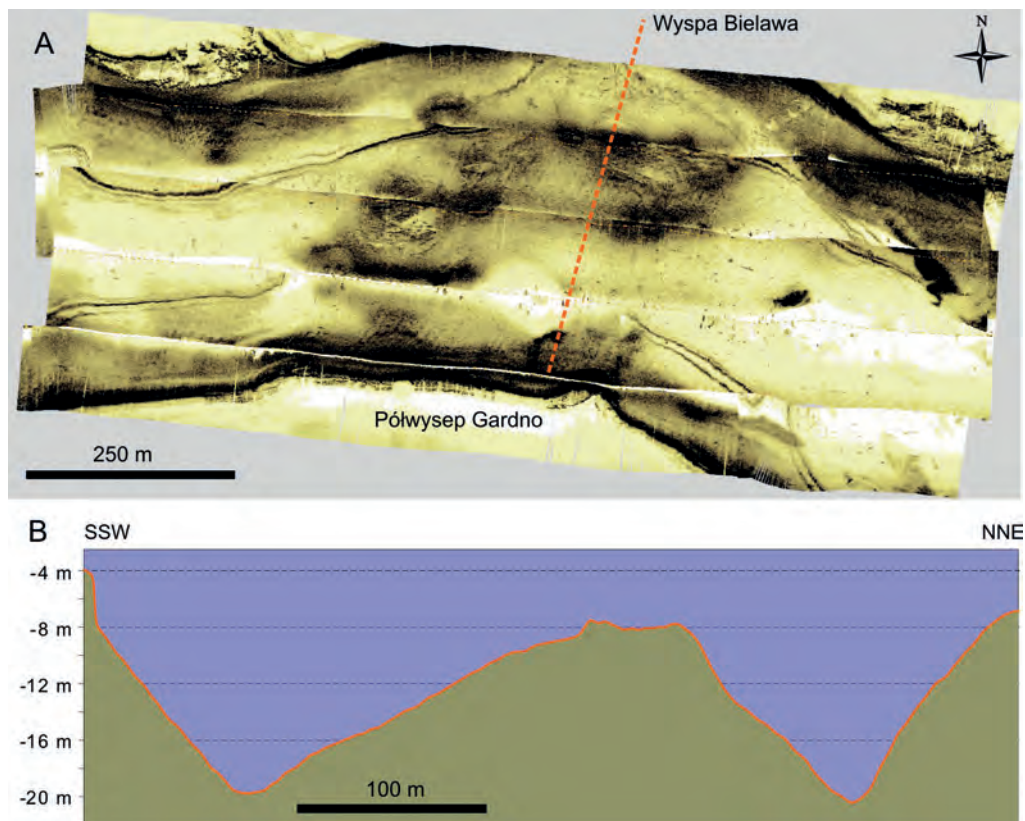 A
Wyspa Bielawa
N
Półwysep Gardno
250 m
B
SSW
NNE
-4 m
-8 m
-12 m
-16 m
-20 m
100 m